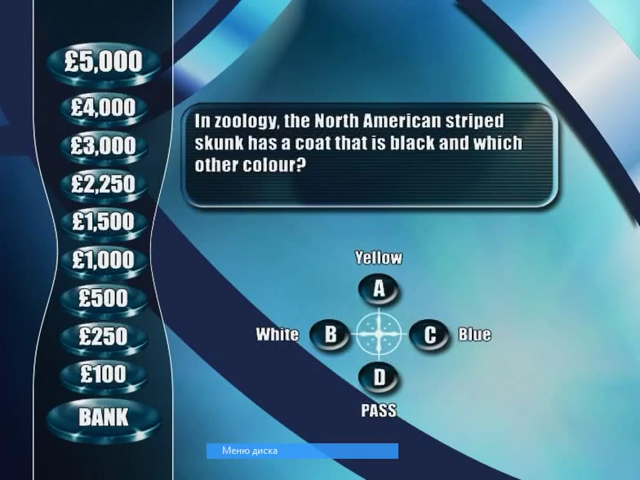 £5,000
£4,000
£3,000
£2,250
£1,500
£1,000
£500
£250
£100
BANK
In zoology, the North American striped
skunk has a coat that is black and which
other colour?
Yellow
A
White B C Blue
D
PASS
Меню диска